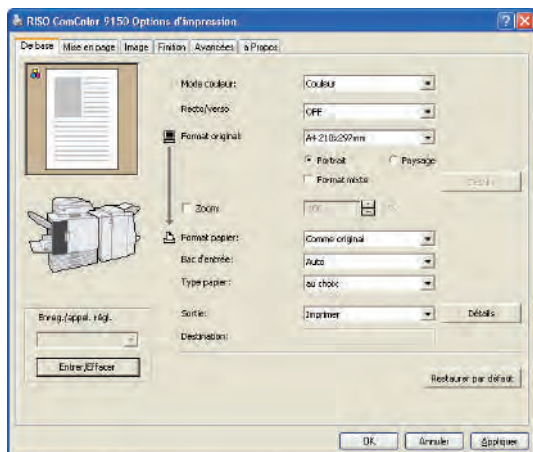 RISO ComColor 9150 Options d'impression
De base Mise en page Image Finition Avancées à Propos
Mode couleur: Couleur
Recto/verso OFF
Format original: A4 210x297mm
Portrait Paysage
Format mixte Détails
Zoom: 100 %
Format papier: Comme original
Bac d'entrée: Auto
Type papier: au choix
Enreg./appel. régl. Sortie: Imprimer Détails
Destination:
Entrer/Effacer
Restaurer par défaut
OK Annuler Appliquer